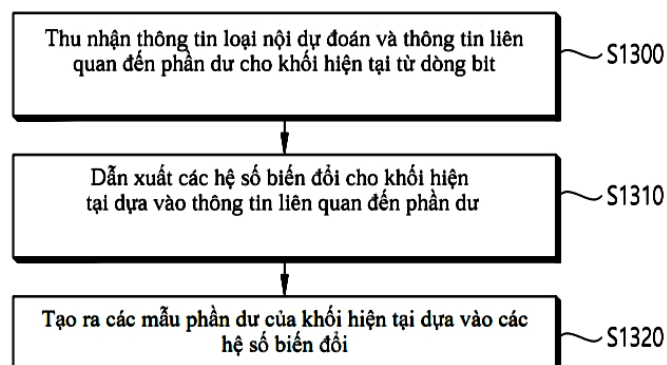 Thu nhận thông tin loại nội dự đoán và thông tin liên
quan đến phần dư cho khối hiện tại từ dòng bit
S1300
Dẫn xuất các hệ số biến đổi cho khối hiện
tại dựa vào thông tin liên quan đến phần dư
S1310
Tạo ra các mẫu phần dư của khối hiện tại dựa vào các
hệ số biến đổi
S1320